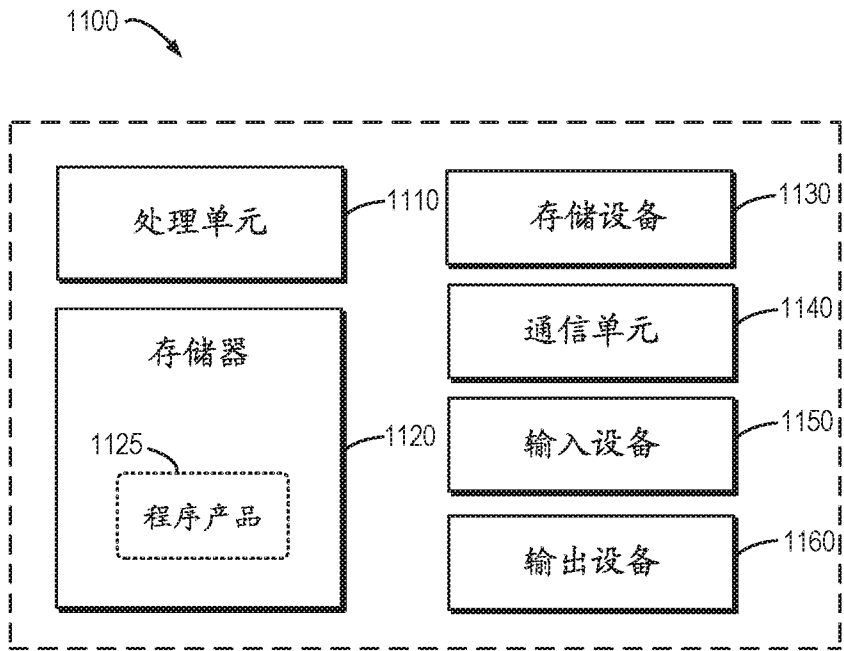 1100
处理单元
1110
存储器
1120
1125
程序产品
存储设备
1130
通信单元
1140
输入设备
1150
输出设备
1160